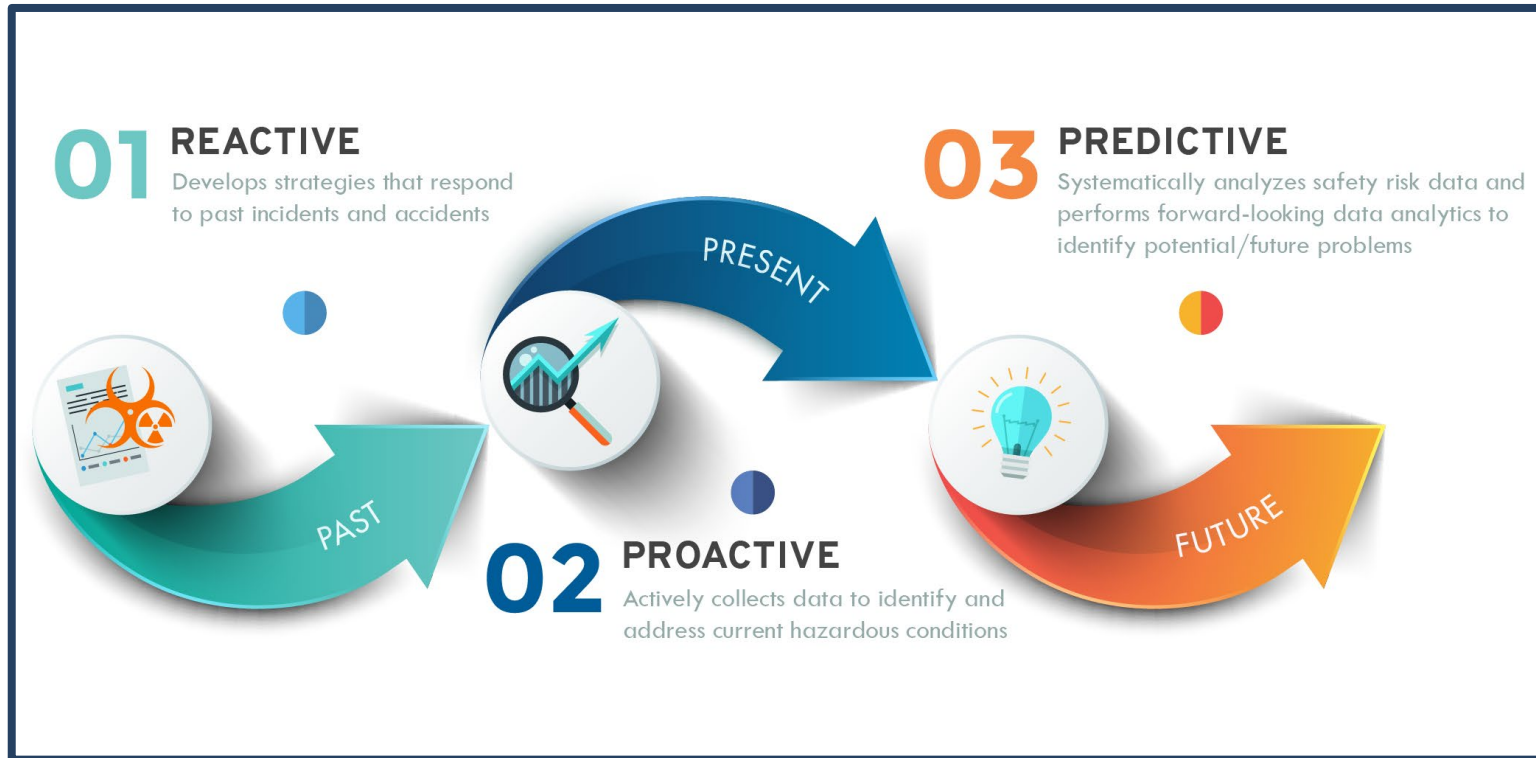 01
REACTIVE
Develops strategies that respond
to past incidents and accidents
PAST
02
PROACTIVE
Actively collects data to identify and
address current hazardous conditions
PRESENT
03
PREDICTIVE
Systematically analyzes safety risk data and
performs forward-looking data analytics to
identify potential/future problems
FUTURE